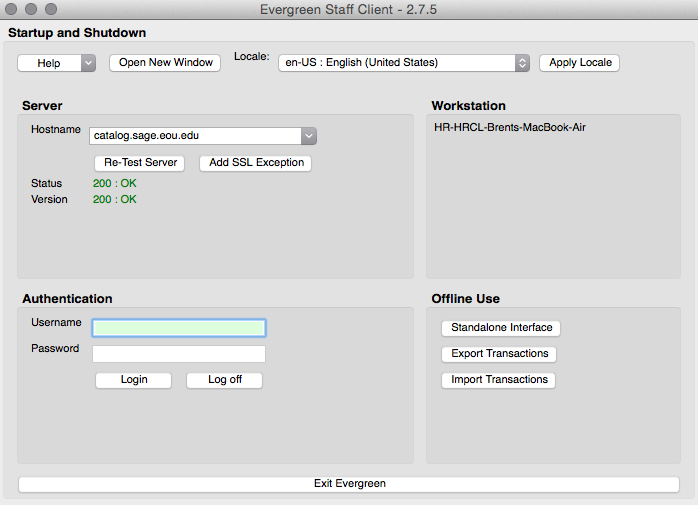 Evergreen Staff Client - 2.7.5
Startup and Shutdown
Help Open New Window Locale: en-US : English (United States) Apply Locale
Server
Hostname catalog.sage.eou.edu
Re-Test Server Add SSL Exception
Status 200 : OK
Version 200 : OK
Workstation
HR-HRCL-Brents-MacBook-Air
Authentication
Username
Password
Login Log off
Offline Use
Standalone Interface
Export Transactions
Import Transactions
Exit Evergreen